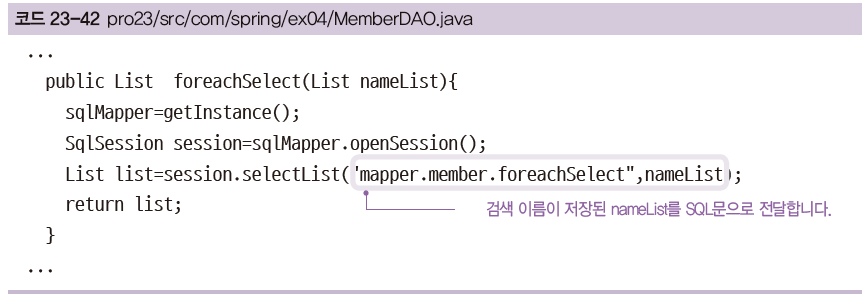 코드 23-42 pro23/src/com/spring/ex04/MemberDAO.java
...
public List  foreachSelect(List nameList){
sqlMapper=getInstance();
SqlSession session=sqlMapper.openSession();
List list=session.selectList("mapper.member.foreachSelect",nameList);
return list;
검색 이름이 저장된 nameList를 SQL문으로 전달합니다.
}
...